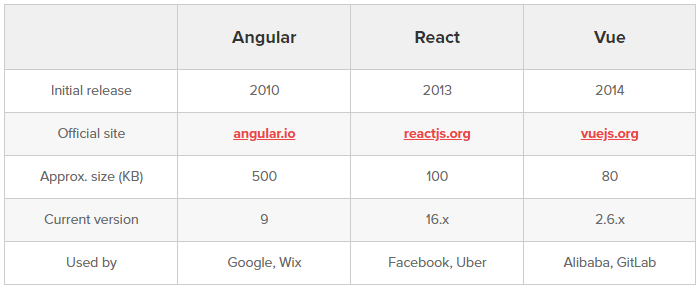 Angular React Vue
Initial release 2010 2013 2014
Official site angular.io reactjs.org vuejs.org
Approx. size (KB) 500 100 80
Current version 9 16.x 2.6.x
Used by Google, Wix Facebook, Uber Alibaba, GitLab